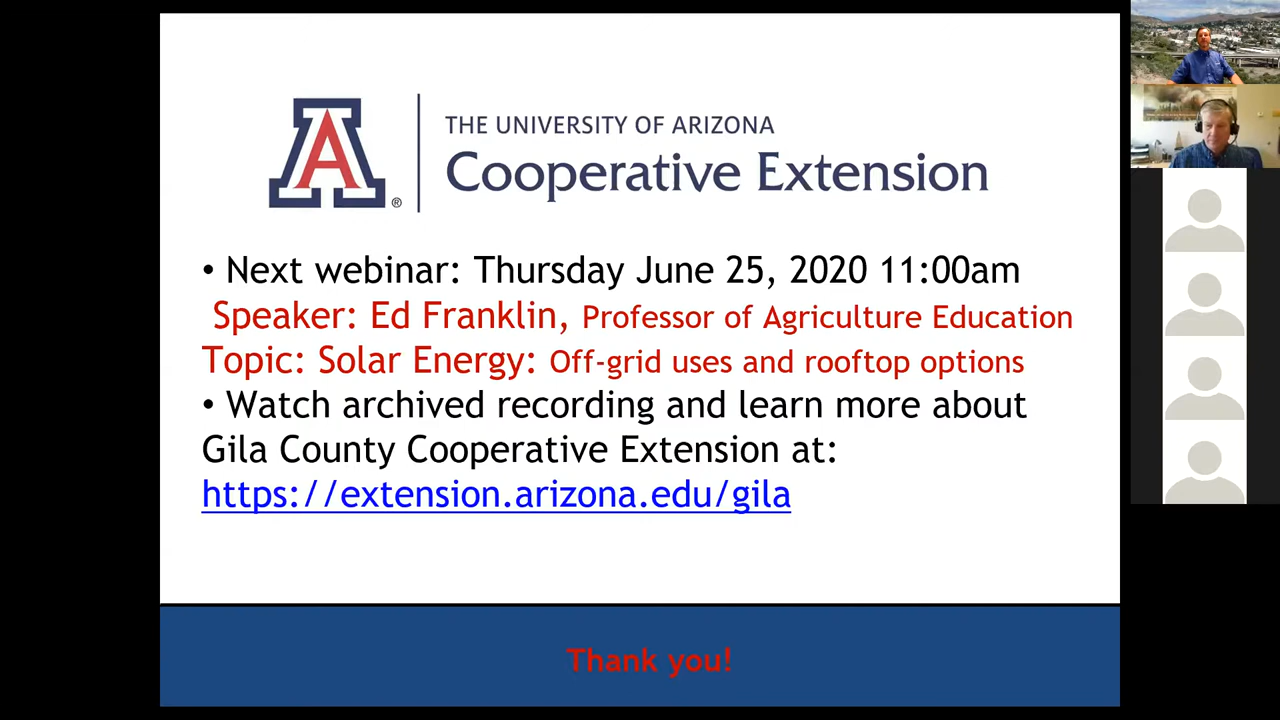 THE UNIVERSITY OF ARIZONA
A ®
Cooperative Extension
• Next webinar: Thursday June 25, 2020 11:00am
Speaker: Ed Franklin, Professor of Agriculture Education
Topic: Solar Energy: Off-grid uses and rooftop options
• Watch archived recording and learn more about
Gila County Cooperative Extension at:
https://extension.arizona.edu/gila
Thank you!